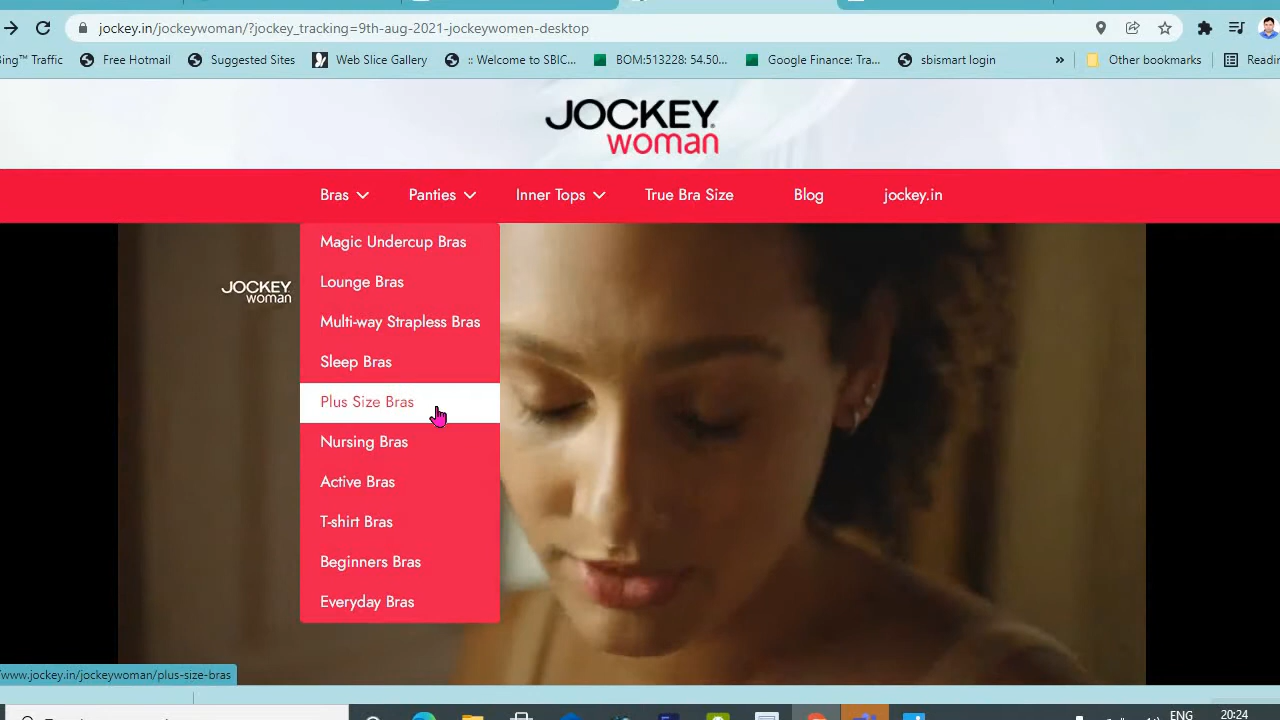 jockey.in/jockeywoman/?jockey_tracking=9th-aug-2021-jockeywomen-desktop
Traffic Free Hotmail Suggested Sites Web Slice Gallery :: Welcome to SBIC... BOM:513228: 54.50... Google Finance: Tra... sbismart login » Other bookmarks
JOCKEY
woman
Bras Panties Inner Tops True Bra Size Blog jockey.in
Magic Undercup Bras
Lounge Bras
JOCKEY
woman
Multi-way Strapless Bras
Sleep Bras
Plus Size Bras
Nursing Bras
Active Bras
T-shirt Bras
Beginners Bras
Everyday Bras
www.jockey.in/jockeywoman/plus-size-bras
ENG 20:24